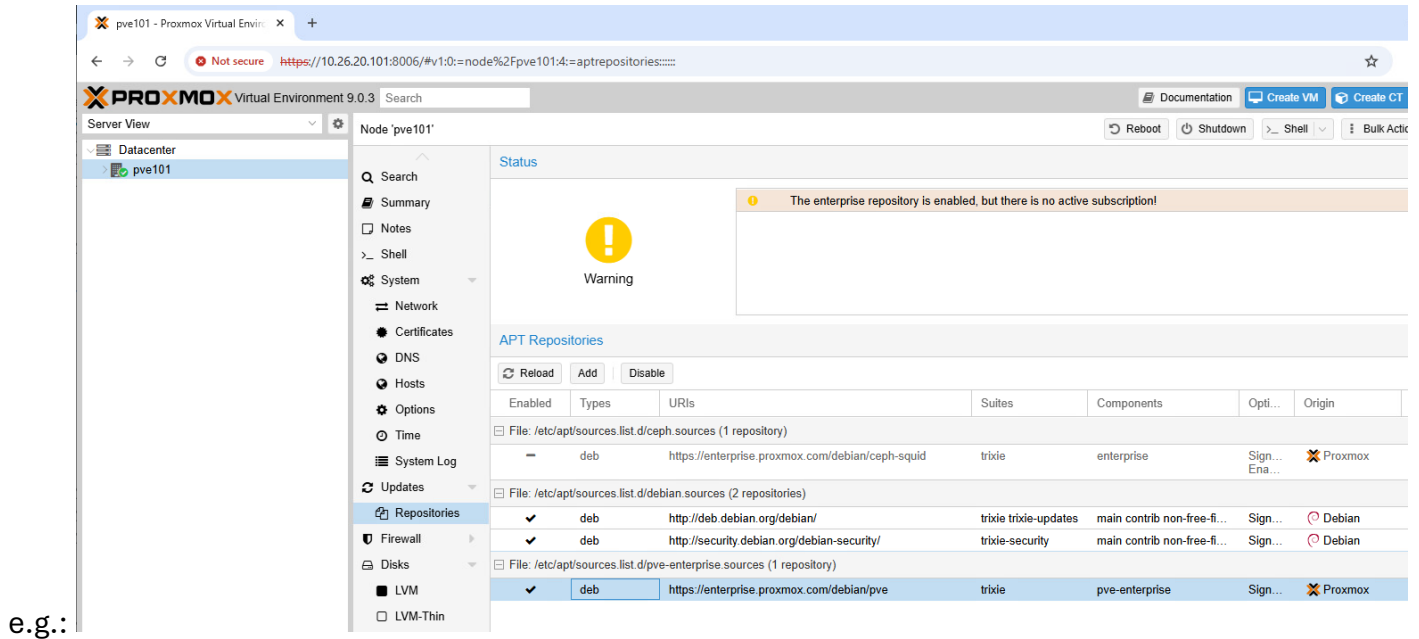 pve101 - Proxmox Virtual Enviro
Not secure https://10.26.20.101:8006/#v1:0:=node%2Fpve101:4:=aptrepositories::::::
PROXMOX Virtual Environment 9.0.3 Search Documentation Create VM Create CT
Server View Node 'pve101' Reboot Shutdown >_ Shell Bulk Actio
Datacenter
pve101
Search
Summary
Notes
>_ Shell
System
Network
Certificates
DNS
Hosts
Options
Time
System Log
Updates
Repositories
Firewall
Disks
LVM
LVM-Thin
Status
Warning
The enterprise repository is enabled, but there is no active subscription!
APT Repositories
Reload Add Disable
Enabled Types URIs Suites Components Opti... Origin
File: /etc/apt/sources.list.d/ceph.sources (1 repository)
deb https://enterprise.proxmox.com/debian/ceph-squid trixie enterprise Sign... Proxmox
Ena...
File: /etc/apt/sources.list.d/debian.sources (2 repositories)
deb http://deb.debian.org/debian/ trixie trixie-updates main contrib non-free-fi... Sign... Debian
deb http://security.debian.org/debian-security/ trixie-security main contrib non-free-fi... Sign... Debian
File: /etc/apt/sources.list.d/pve-enterprise.sources (1 repository)
deb https://enterprise.proxmox.com/debian/pve trixie pve-enterprise Sign... Proxmox
e.g.: